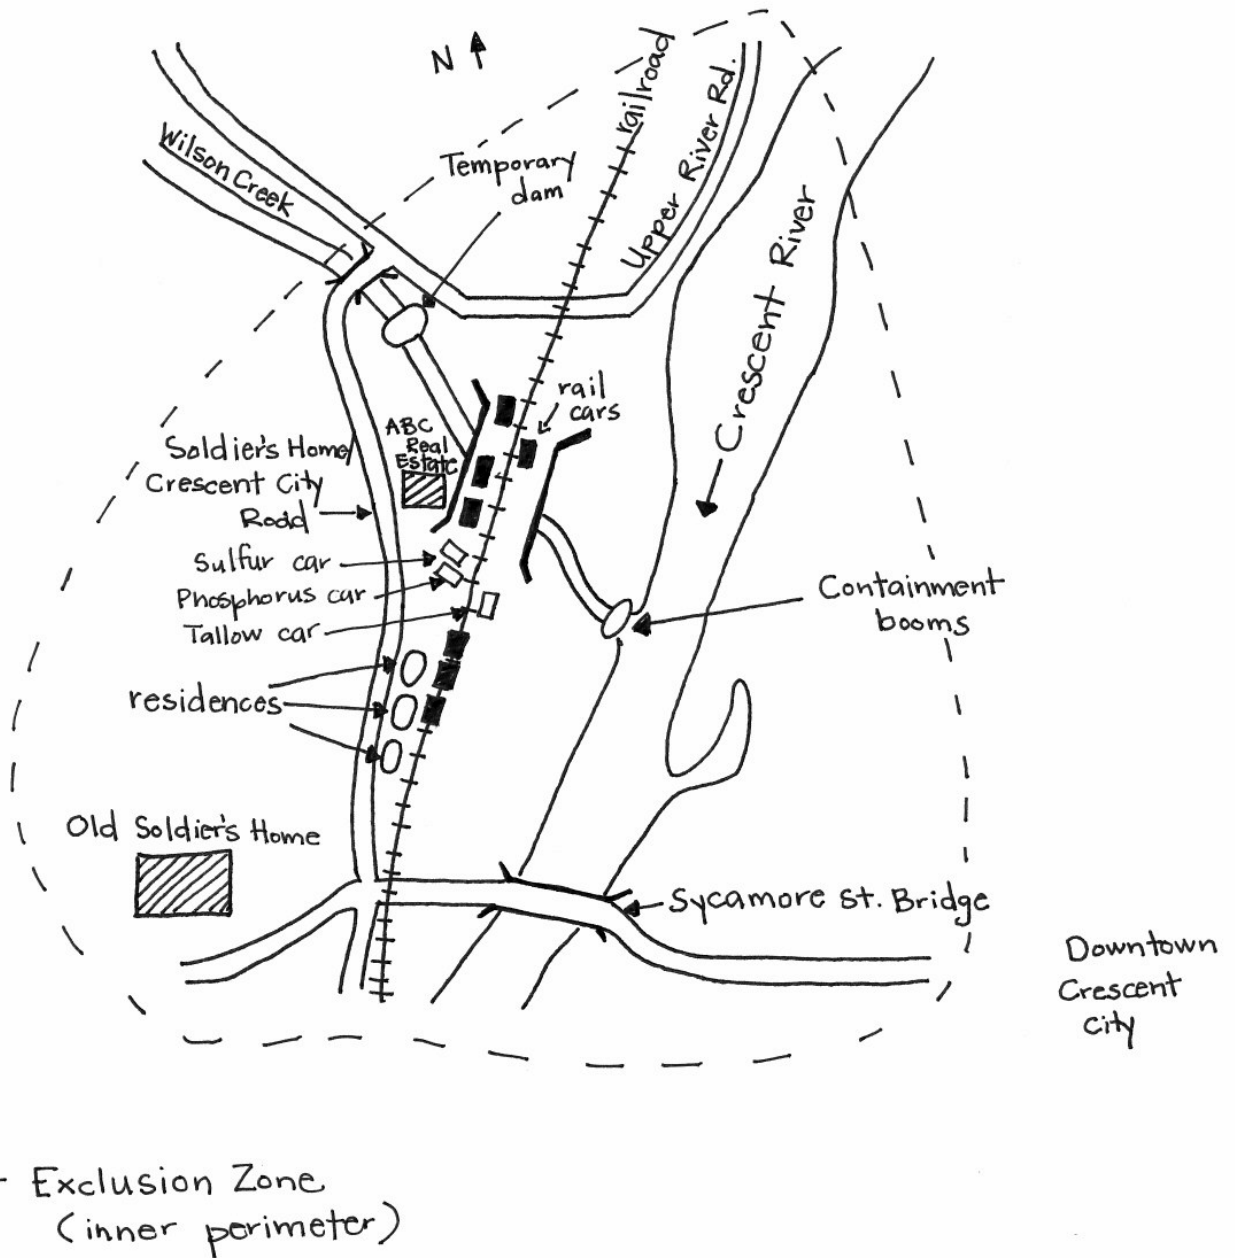 N
railroad
Upper River Rd.
Wilson Creek
Temporary
dam
Crescent River
rail
cars
ABC
Real
Estate
Soldier's Home/
Crescent City
Road
Sulfur car
Phosphorus car
Tallow car
Containment
booms
residences
Old Soldier's Home
Sycamore St. Bridge
Downtown
Crescent
City
- Exclusion Zone
(inner perimeter)